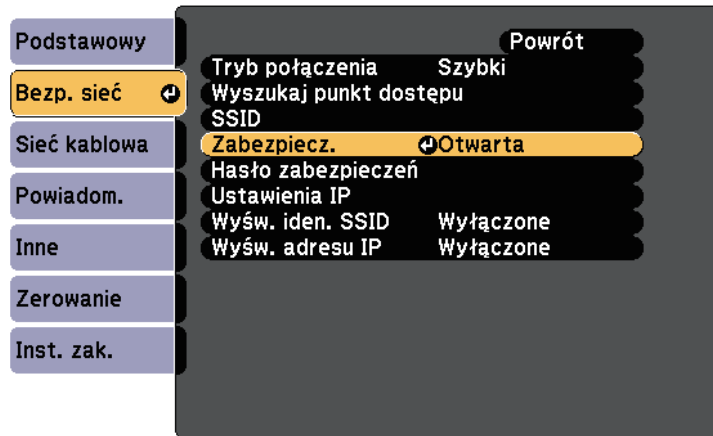 Podstawowy
Bezp. sieć
Sieć kablowa
Powiadom.
Inne
Zerowanie
Inst. zak.
Powrót
Tryb połączenia Szybki
Wyszukaj punkt dostępu
SSID
Zabezpiecz. Otwarta
Hasło zabezpieczeń
Ustawienia IP
Wyśw. iden. SSID Wyłączone
Wyśw. adresu IP Wyłączone